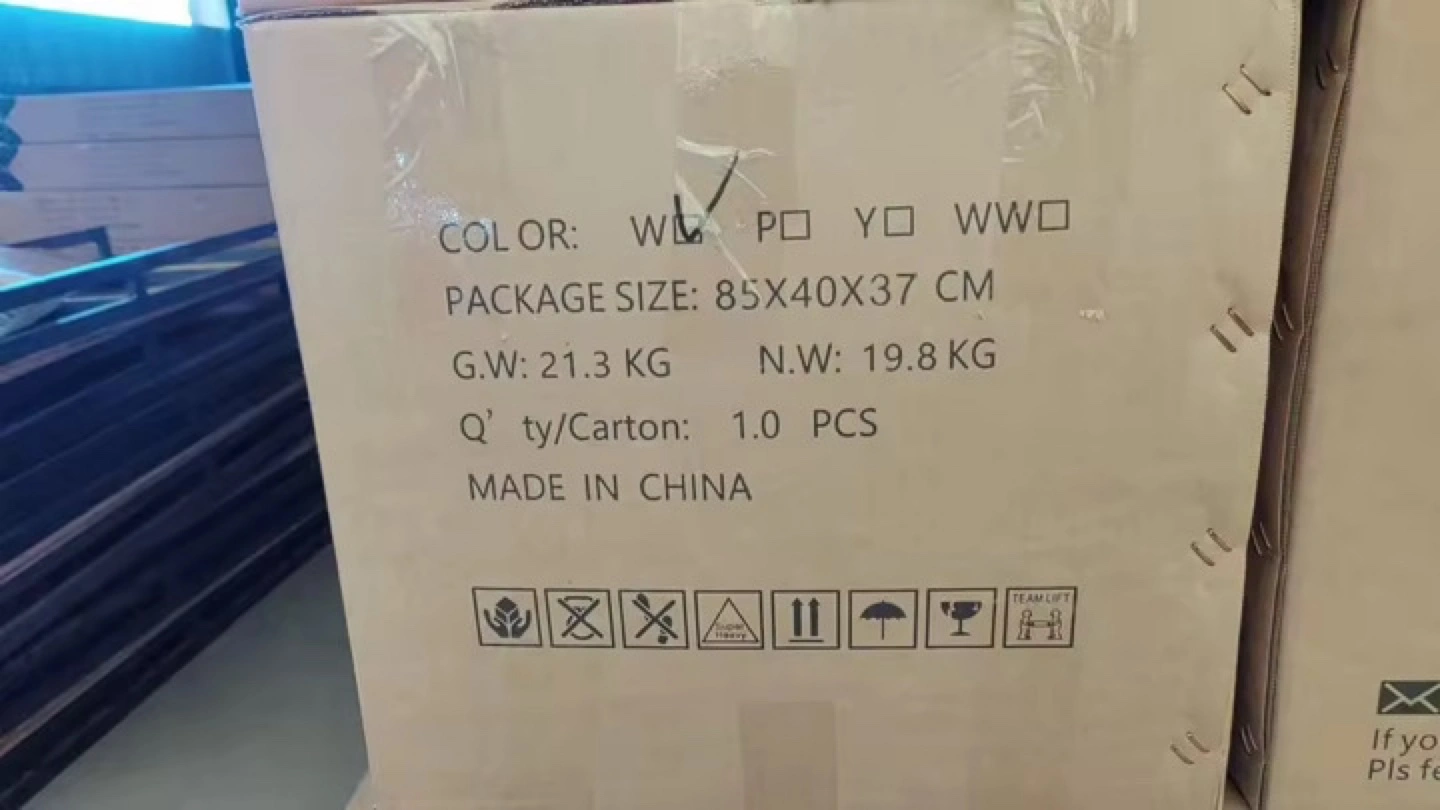 COLOR: W☑ P□ Y□ WW□
PACKAGE SIZE: 85X40X37 CM
G.W: 21.3 KG N.W: 19.8 KG
Q' ty/Carton: 1.0 PCS
MADE IN CHINA
Super
Heavy
TEAM LIFT
If yo
Pls fe